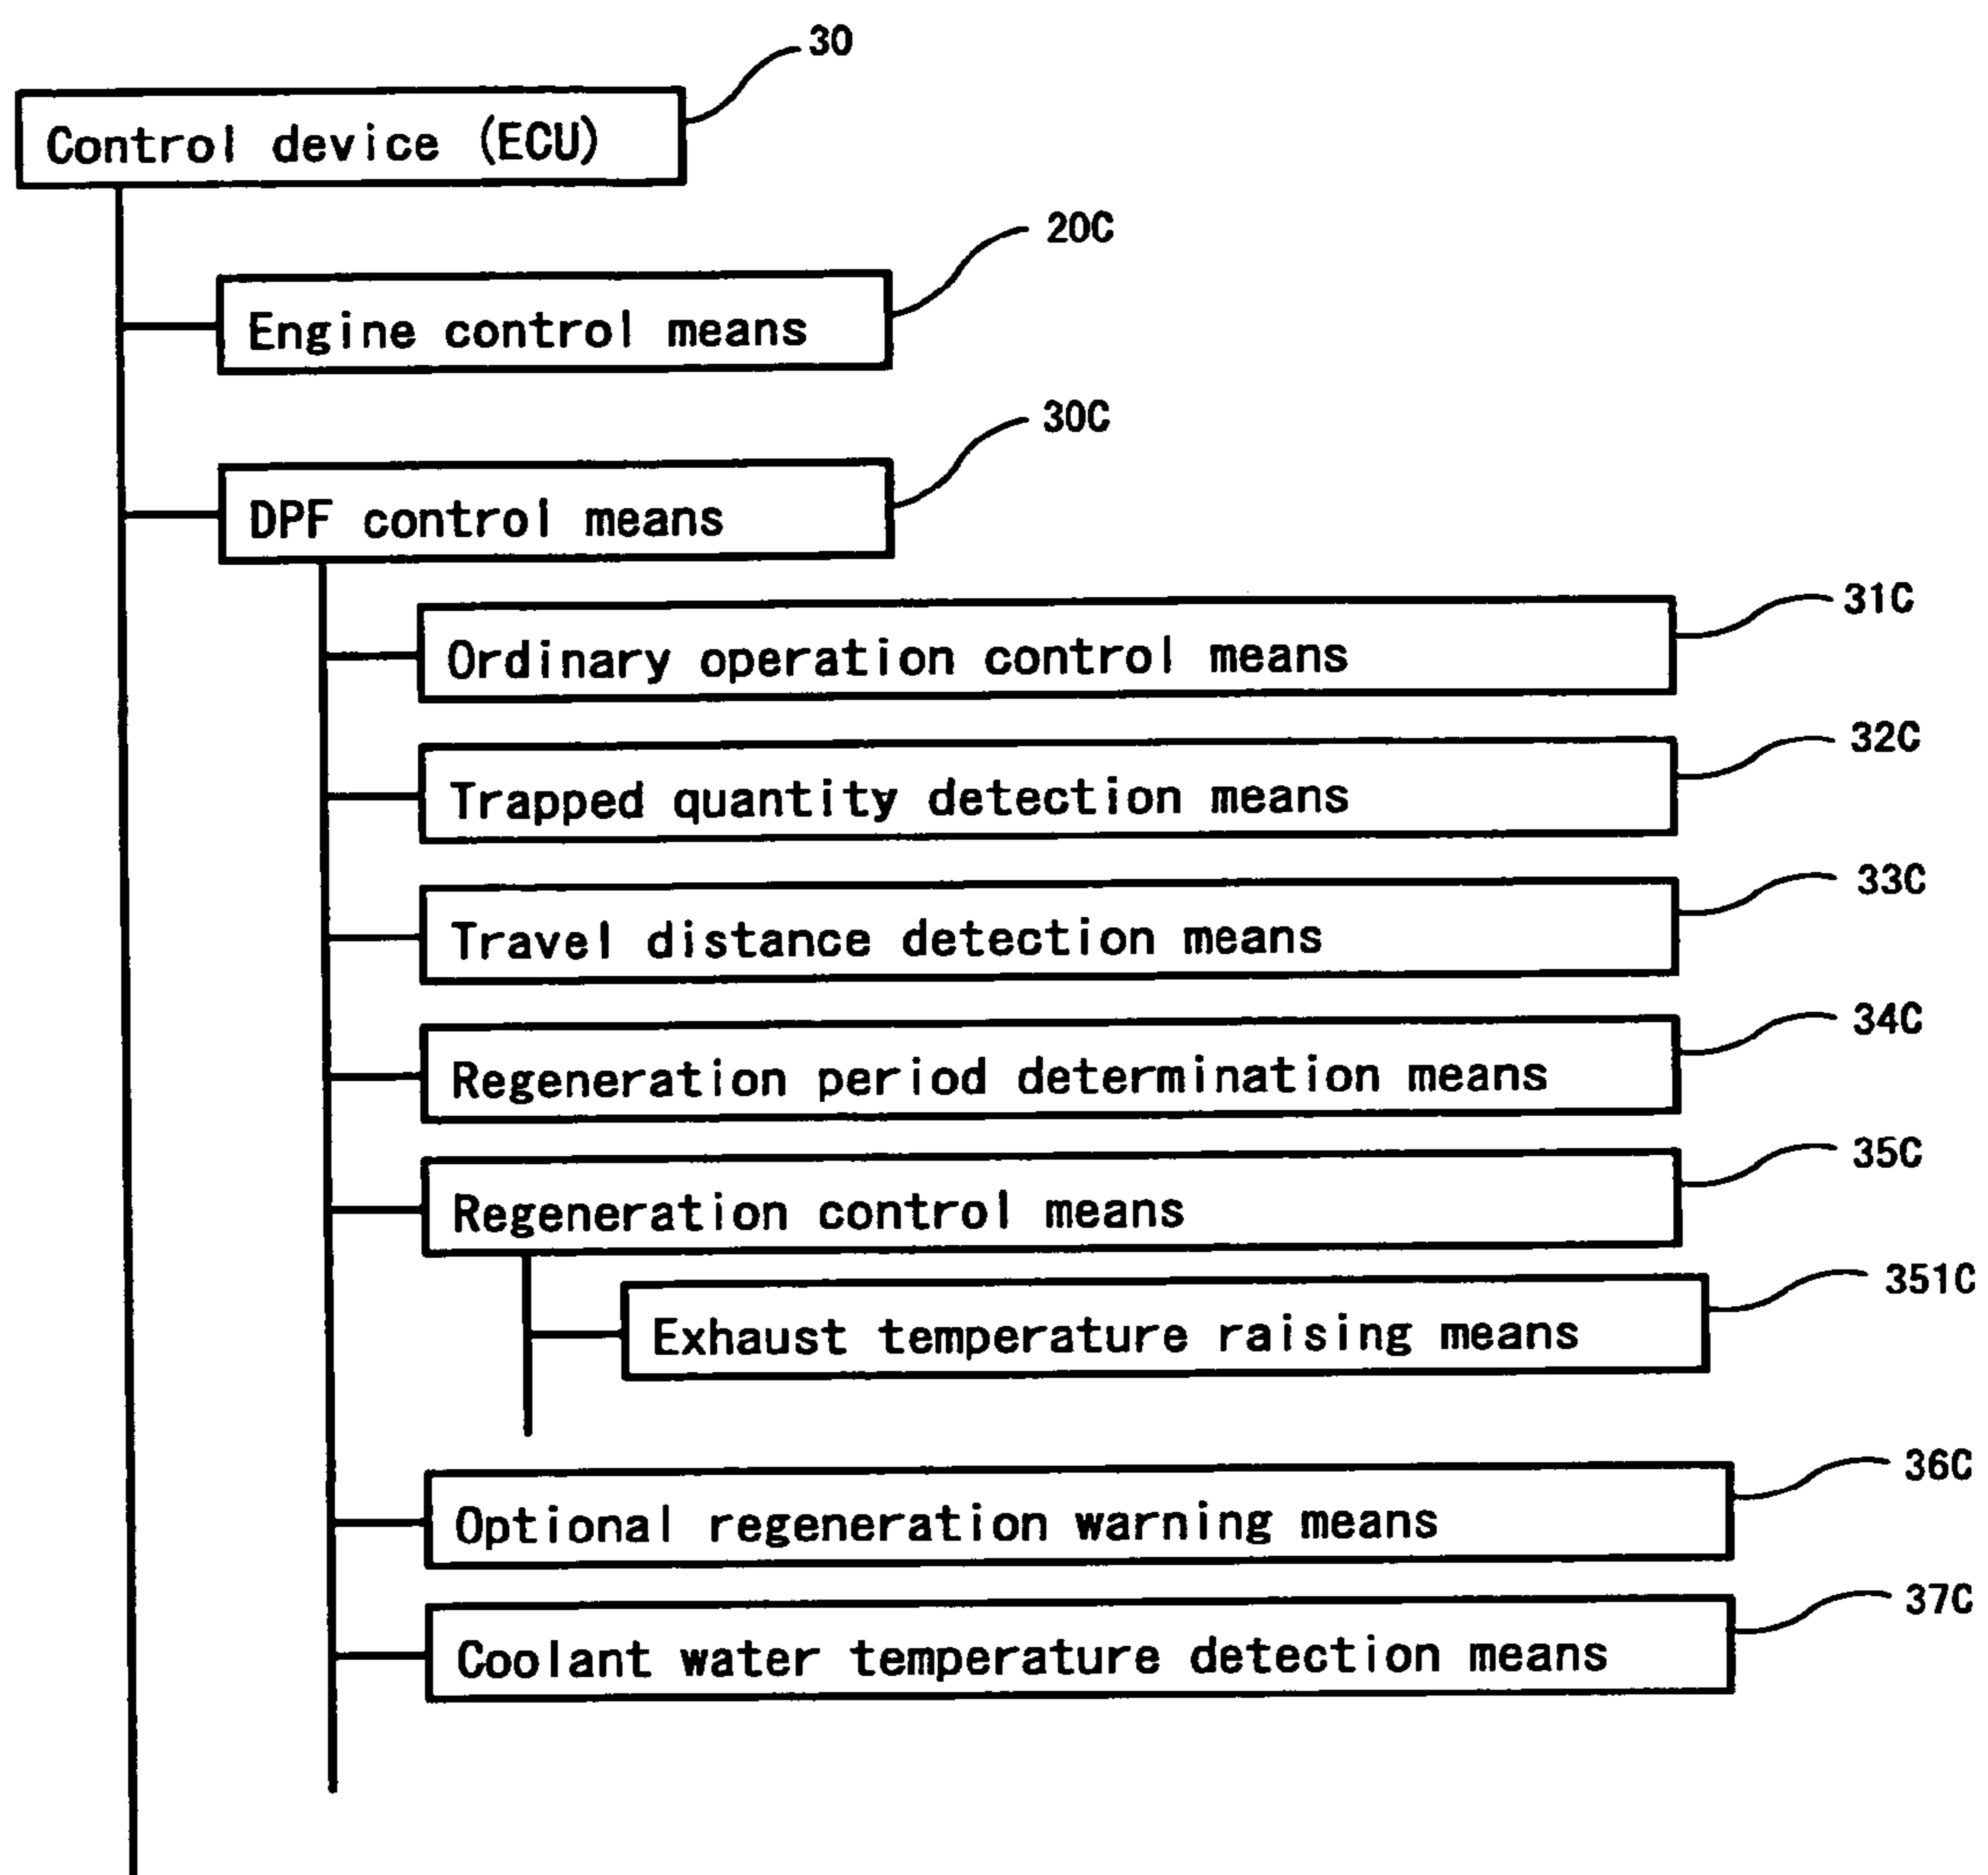 30
Control device (ECU)
20C
Engine control means
30C
DPF control means
31C
Ordinary operation control means
32C
Trapped quantity detection means
33C
Travel distance detection means
34C
Regeneration period determination means
35C
Regeneration control means
351C
Exhaust temperature raising means
36C
Optional regeneration warning means
37C
Coolant water temperature detection means